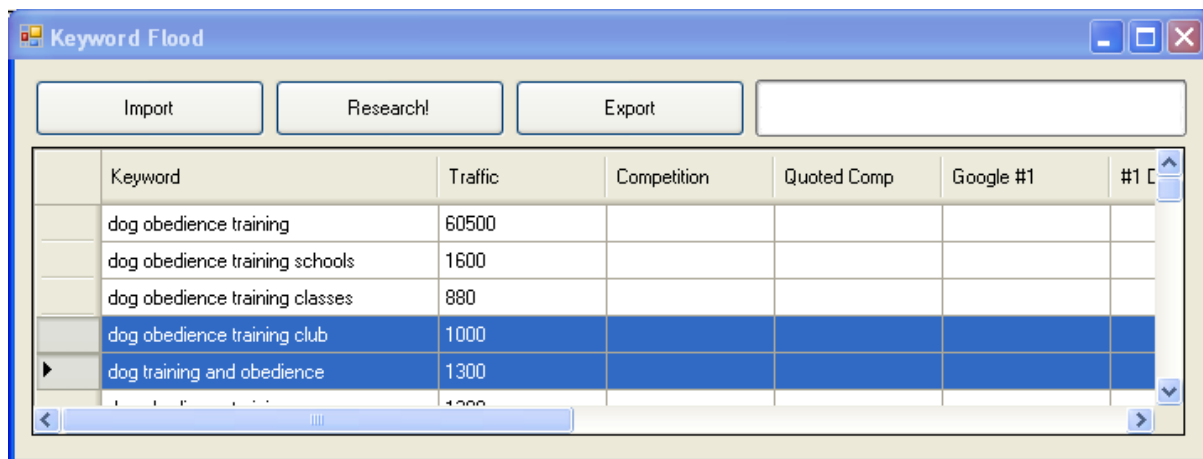 Keyword Flood
Import Research! Export
Keyword Traffic Competition Quoted Comp Google #1 #1
dog obedience training 60500
dog obedience training schools 1600
dog obedience training classes 880
dog obedience training club 1000
dog training and obedience 1300